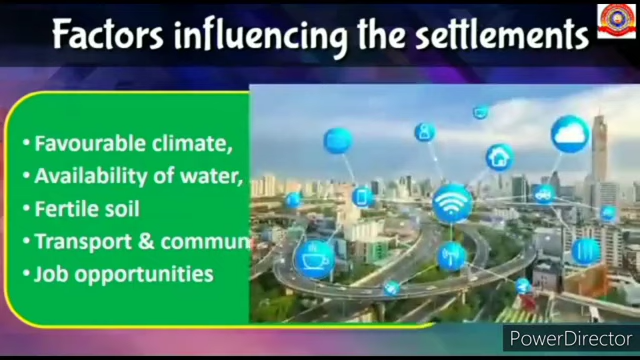 Factors influencing the settlements
• Favourable climate,
• Availability of water,
• Fertile soil
• Transport & commun
• Job opportunities
PowerDirector